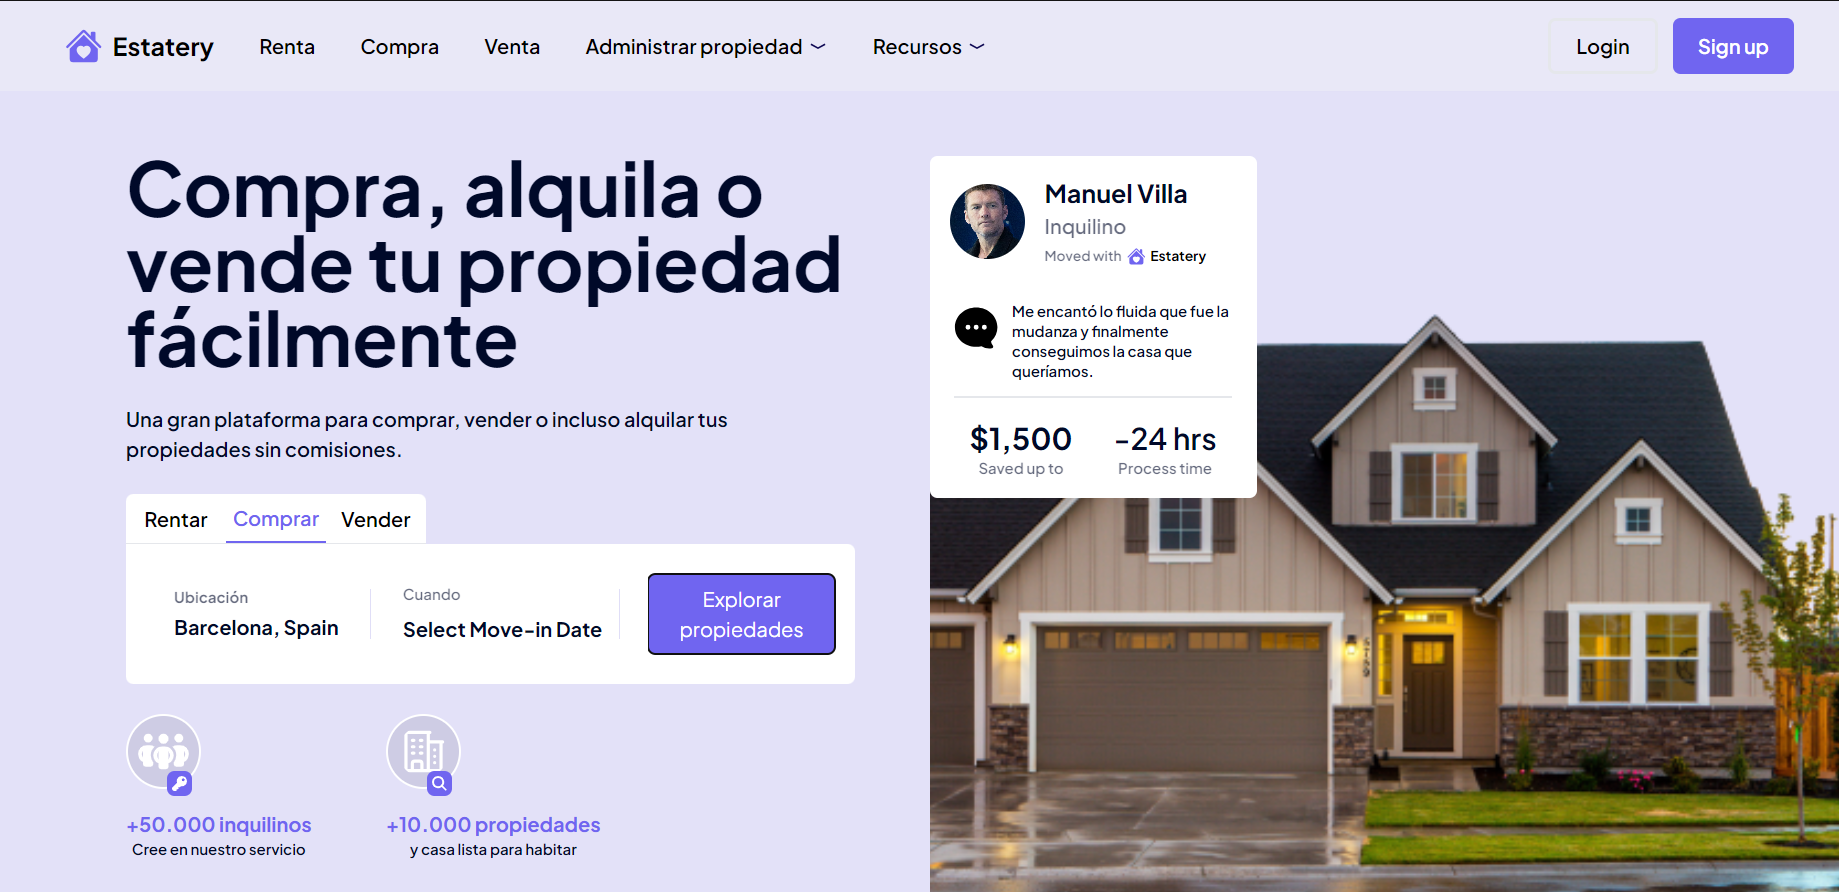 Estatery
Renta
Compra
Venta
Administrar propiedad
Recursos
Login
Sign up
Compra, alquila o
vende tu propiedad
fácilmente
Una gran plataforma para comprar, vender o incluso alquilar tus
propiedades sin comisiones.
Rentar
Comprar
Vender
Ubicación
Barcelona, Spain
Cuando
Select Move-in Date
Explorar
propiedades
+50.000 inquilinos
Cree en nuestro servicio
+10.000 propiedades
y casa lista para habitar
Manuel Villa
Inquilino
Moved with Estatery
Me encantó lo fluida que fue la
mudanza y finalmente
conseguimos la casa que
queríamos.
$1,500
Saved up to
-24 hrs
Process time